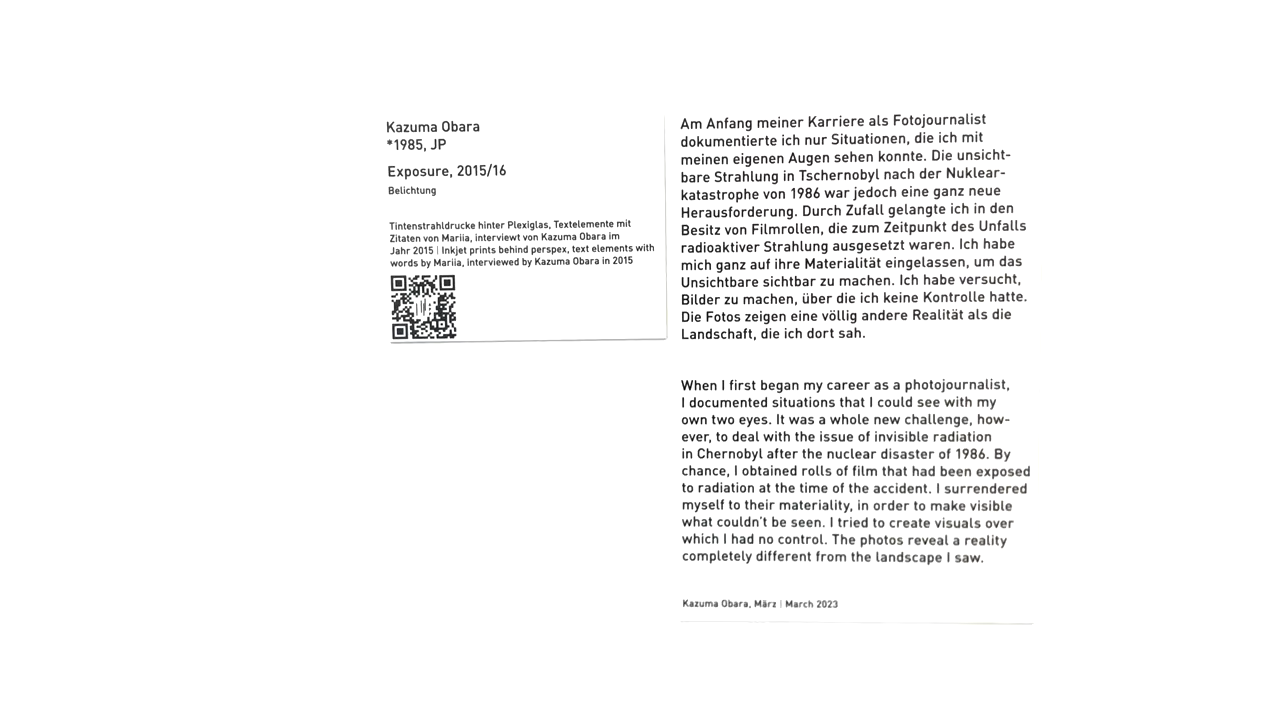 Kazuma Obara
*1985, JP
Exposure, 2015/16
Belichtung
Tintenstrahldrucke hinter Plexiglas, Textelemente mit
Zitaten von Mariia, interviewt von Kazuma Obara im
Jahr 2015 | Inkjet prints behind perspex, text elements with
words by Mariia, interviewed by Kazuma Obara in 2015
Am Anfang meiner Karriere als Fotojournalist
dokumentierte ich nur Situationen, die ich mit
meinen eigenen Augen sehen konnte. Die unsicht-
bare Strahlung in Tschernobyl nach der Nuklear-
katastrophe von 1986 war jedoch eine ganz neue
Herausforderung. Durch Zufall gelangte ich in den
Besitz von Filmrollen, die zum Zeitpunkt des Unfalls
radioaktiver Strahlung ausgesetzt waren. Ich habe
mich ganz auf ihre Materialität eingelassen, um das
Unsichtbare sichtbar zu machen. Ich habe versucht,
Bilder zu machen, über die ich keine Kontrolle hatte.
Die Fotos zeigen eine völlig andere Realität als die
Landschaft, die ich dort sah.
When I first began my career as a photojournalist,
I documented situations that I could see with my
own two eyes. It was a whole new challenge, how-
ever, to deal with the issue of invisible radiation
in Chernobyl after the nuclear disaster of 1986. By
chance, I obtained rolls of film that had been exposed
to radiation at the time of the accident. I surrendered
myself to their materiality, in order to make visible
what couldn't be seen. I tried to create visuals over
which I had no control. The photos reveal a reality
completely different from the landscape I saw.
Kazuma Obara, März | March 2023